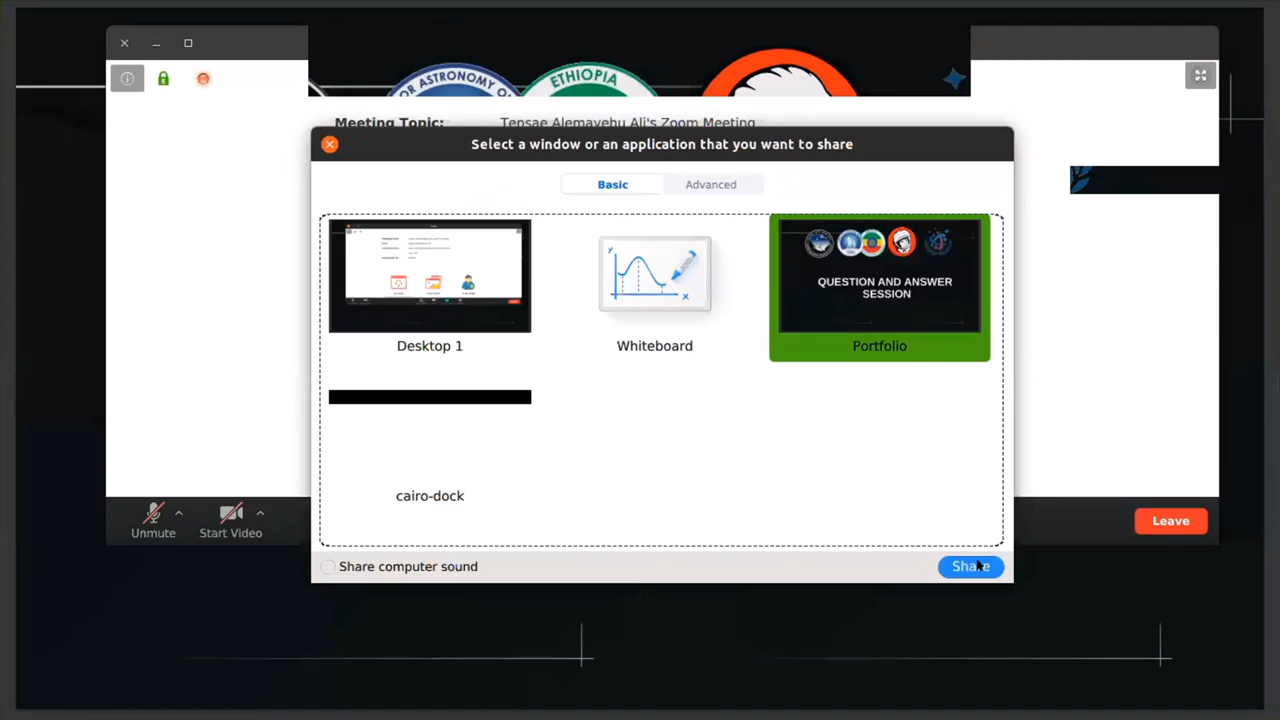 OR ASTRONOMY O
ETHIOPIA
Meeting Topic: Tensae Alemayehu Ali's Zoom Meeting
Select a window or an application that you want to share
Basic
Advanced
QUESTION AND ANSWER
SESSION
Desktop 1
Whiteboard
Portfolio
y
x
cairo-dock
Unmute
Start Video
Leave
Share computer sound
Share